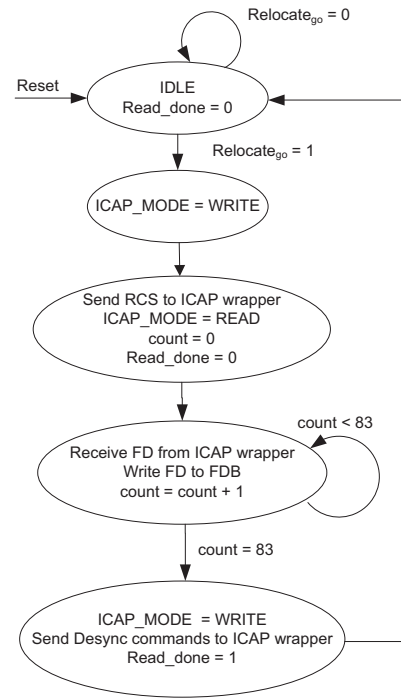 Relocate_go = 0
Reset
IDLE
Read_done = 0
Relocate_go = 1
ICAP_MODE = WRITE
Send RCS to ICAP wrapper
ICAP_MODE = READ
count = 0
Read_done = 0
count < 83
Receive FD from ICAP wrapper
Write FD to FDB
count = count + 1
count = 83
ICAP_MODE = WRITE
Send Desync commands to ICAP wrapper
Read_done = 1